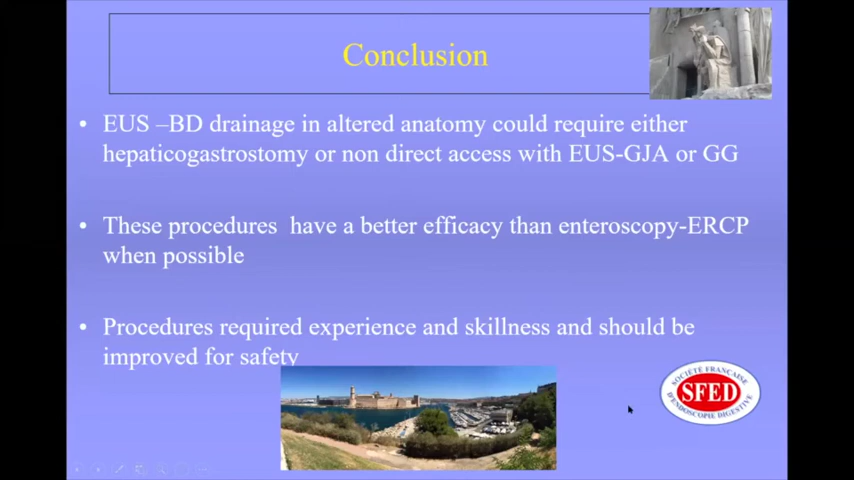 Conclusion
• EUS –BD drainage in altered anatomy could require either
hepaticogastrostomy or non direct access with EUS-GJA or GG
• These procedures have a better efficacy than enteroscopy-ERCP
when possible
• Procedures required experience and skillness and should be
improved for safety
SOCIÉTÉ FRANÇAISE
SFED
D'ENDOSCOPIE DIGESTIVE